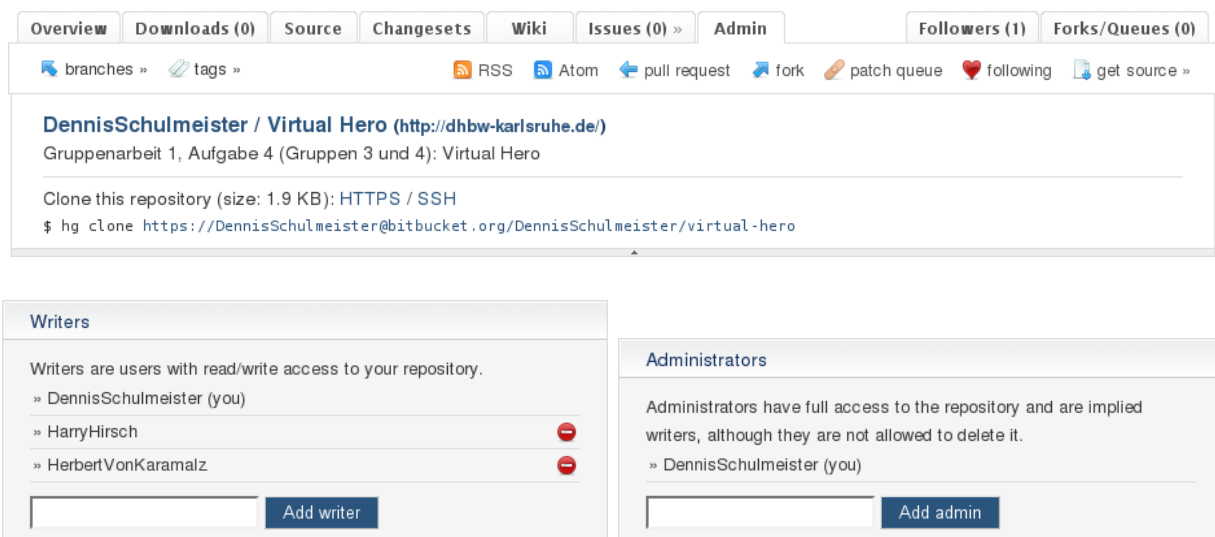 Overview Downloads (0) Source Changesets Wiki Issues (0) » Admin Followers (1) Forks/Queues (0)
branches » tags » RSS Atom pull request fork patch queue following get source »
DennisSchulmeister / Virtual Hero (http://dhbw-karlsruhe.de/)
Gruppenarbeit 1, Aufgabe 4 (Gruppen 3 und 4): Virtual Hero
Clone this repository (size: 1.9 KB): HTTPS / SSH
$ hg clone https://DennisSchulmeister@bitbucket.org/DennisSchulmeister/virtual-hero
Writers
Writers are users with read/write access to your repository.
» DennisSchulmeister (you)
» HarryHirsch
» HerbertVonKaramalz
Add writer
Administrators
Administrators have full access to the repository and are implied
writers, although they are not allowed to delete it.
» DennisSchulmeister (you)
Add admin